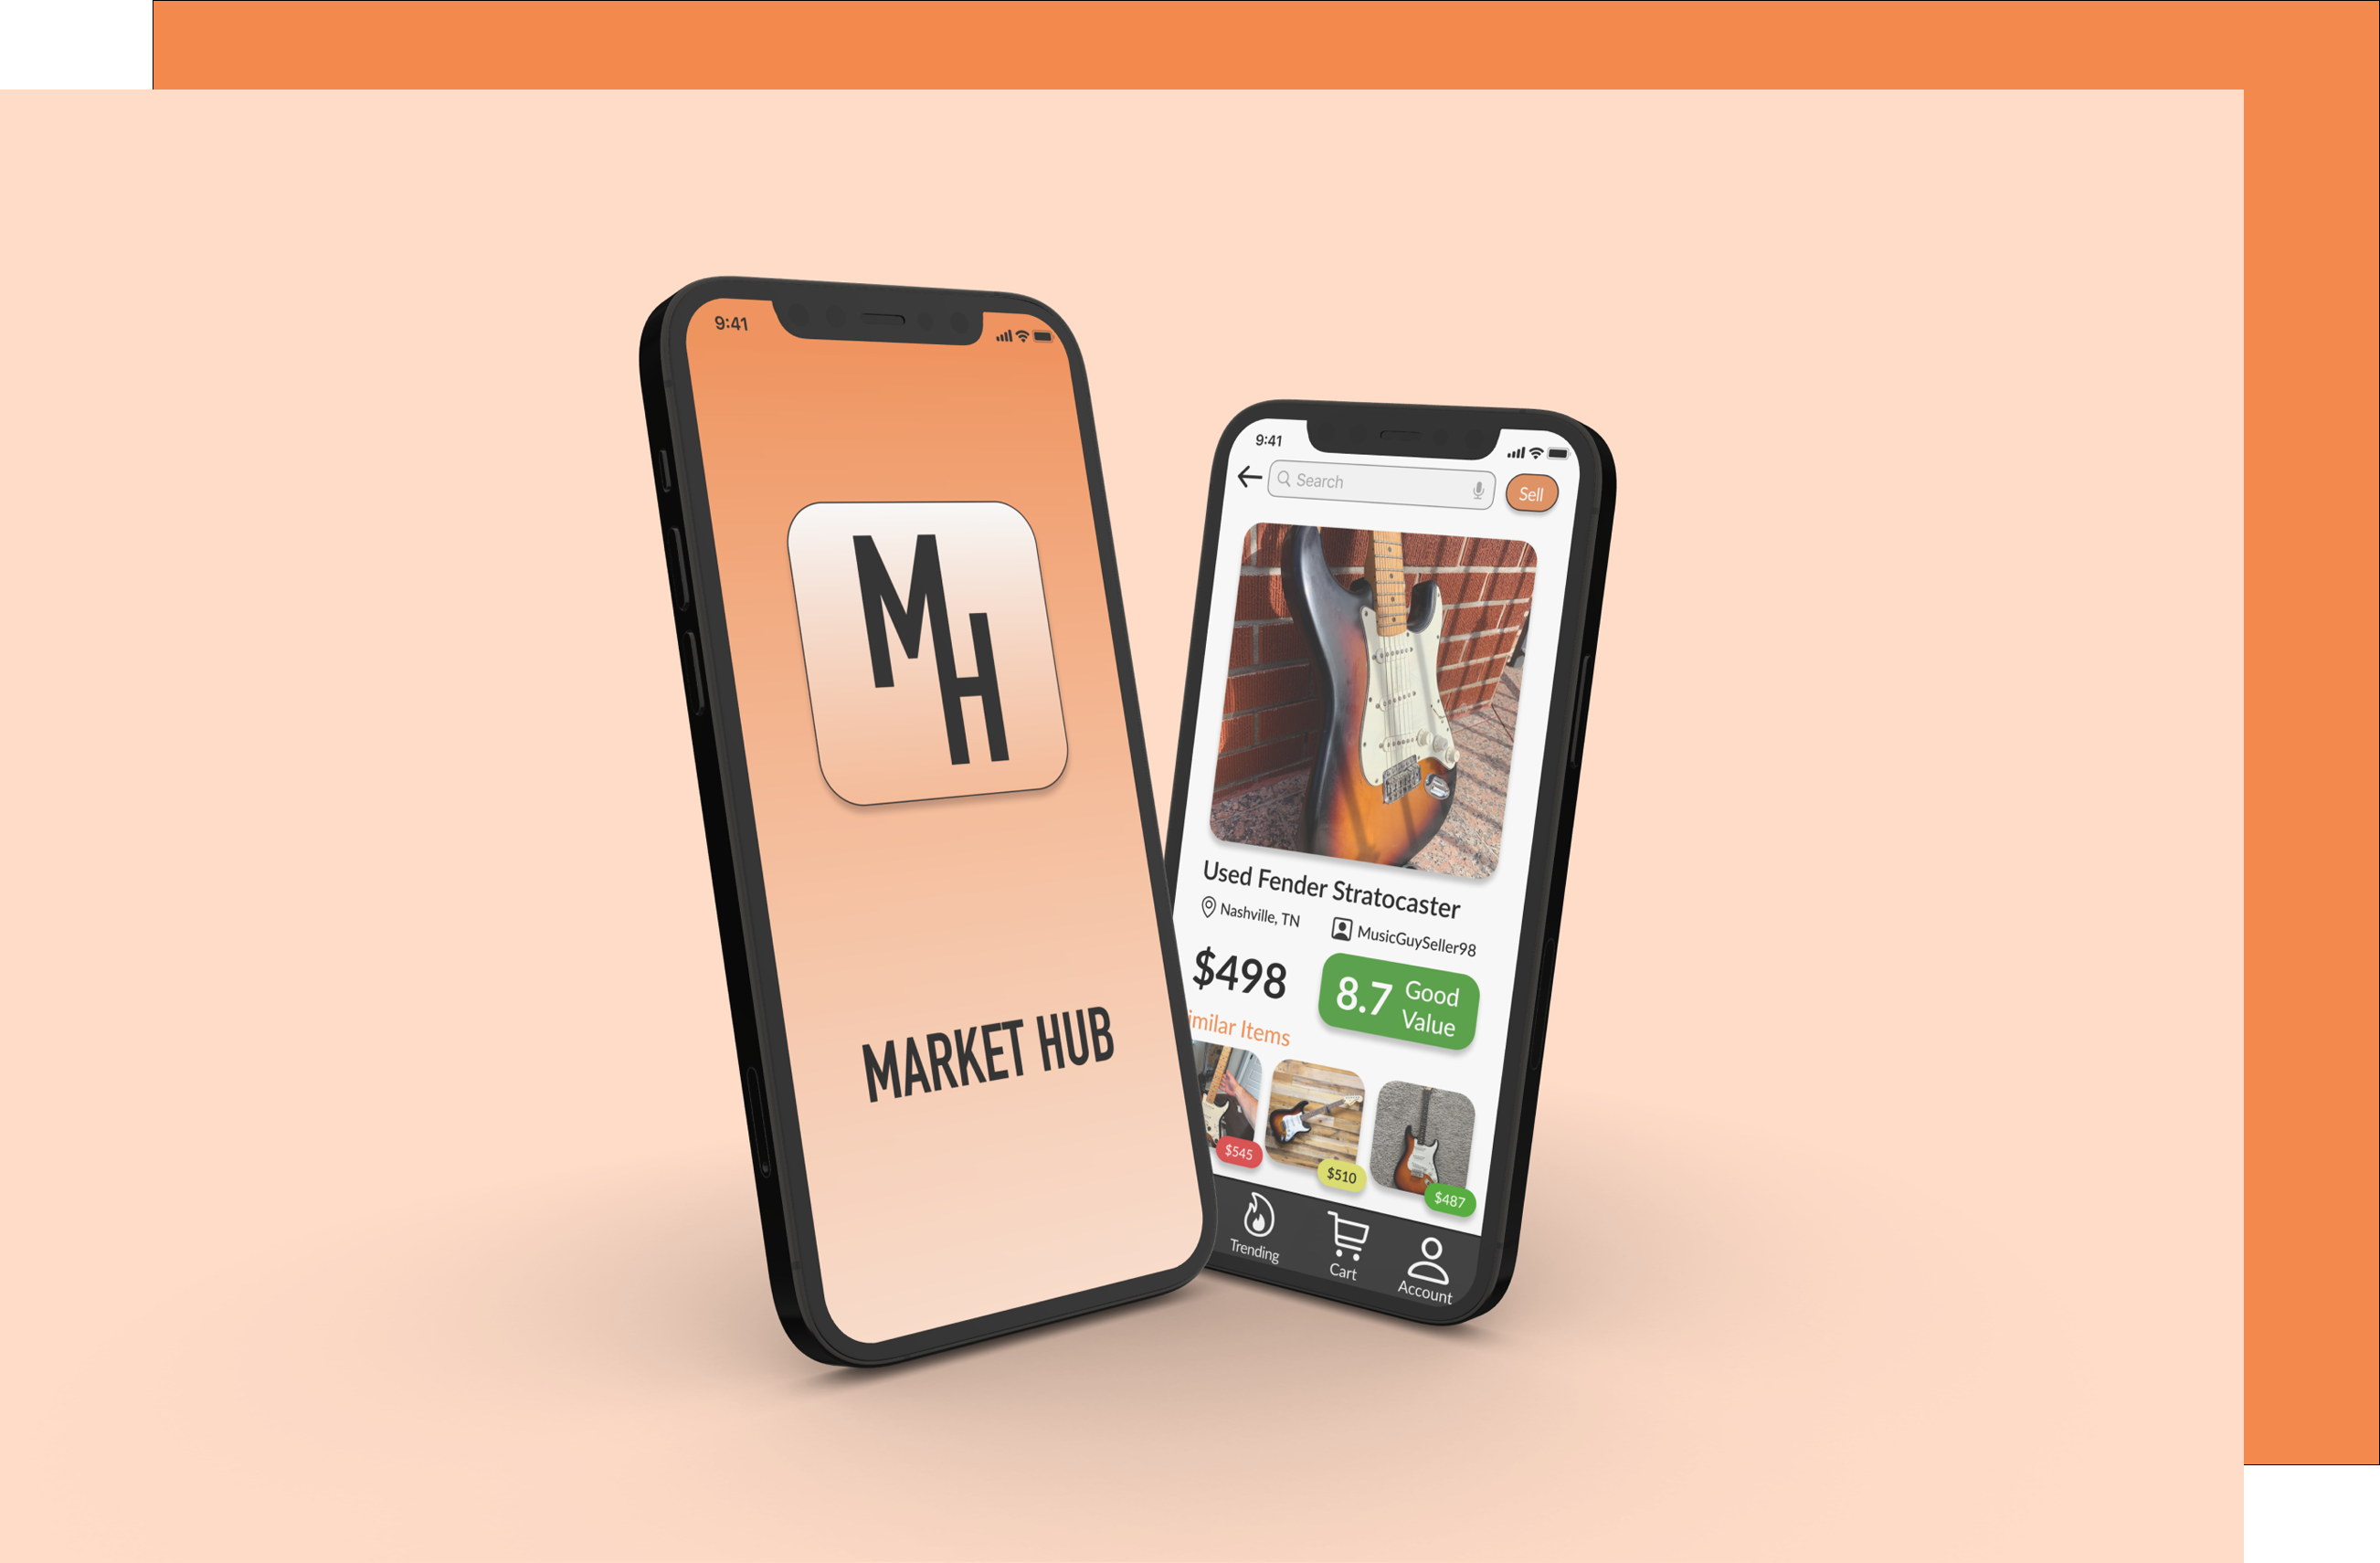 9:41
MH
MARKET HUB
9:41
Search
Sell
Used Fender Stratocaster
Nashville, TN
MusicGuySeller98
$498
8.7
Good
Value
imilar Items
$545
$510
$487
Trending
Cart
Account